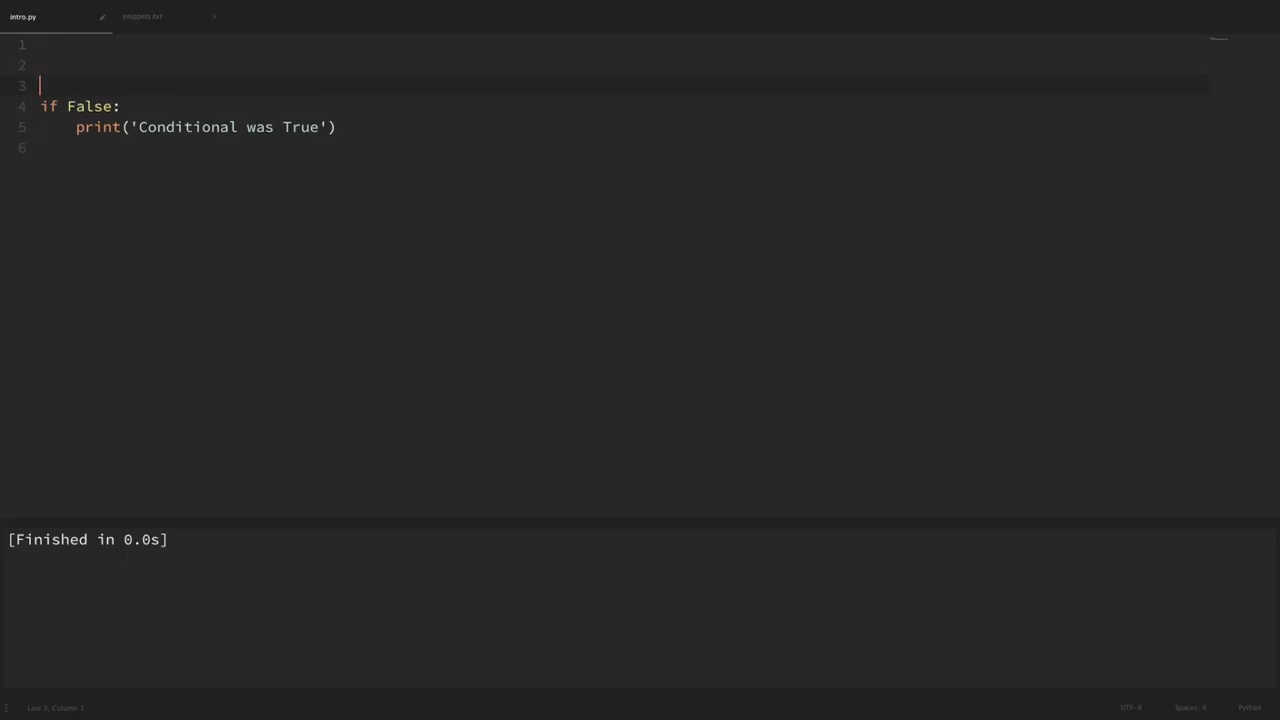 intro.py
snippets.txt
1
2
3
4 if False:
5 print('Conditional was True')
6
[Finished in 0.0s]
Line 3, Column 1
UTF-8
Spaces, 4
Python